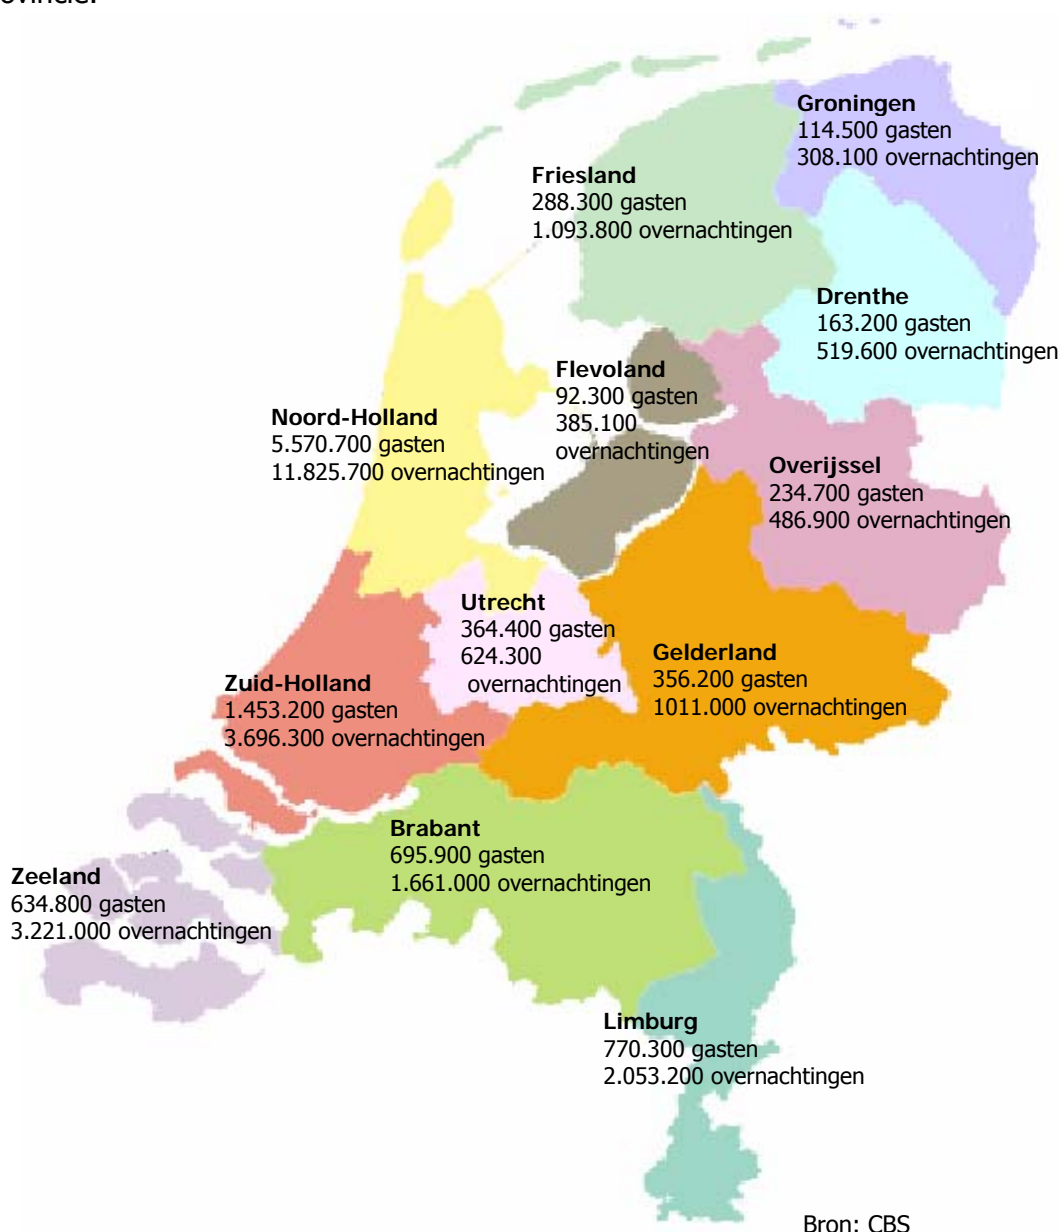 ovincie.
Groningen
114.500 gasten
308.100 overnachtingen
Friesland
288.300 gasten
1.093.800 overnachtingen
Drenthe
163.200 gasten
519.600 overnachtingen
Flevoland
92.300 gasten
385.100
overnachtingen
Noord-Holland
5.570.700 gasten
11.825.700 overnachtingen
Overijssel
234.700 gasten
486.900 overnachtingen
Utrecht
364.400 gasten
624.300
overnachtingen
Gelderland
356.200 gasten
1011.000 overnachtingen
Zuid-Holland
1.453.200 gasten
3.696.300 overnachtingen
Brabant
695.900 gasten
1.661.000 overnachtingen
Zeeland
634.800 gasten
3.221.000 overnachtingen
Limburg
770.300 gasten
2.053.200 overnachtingen
Bron: CBS